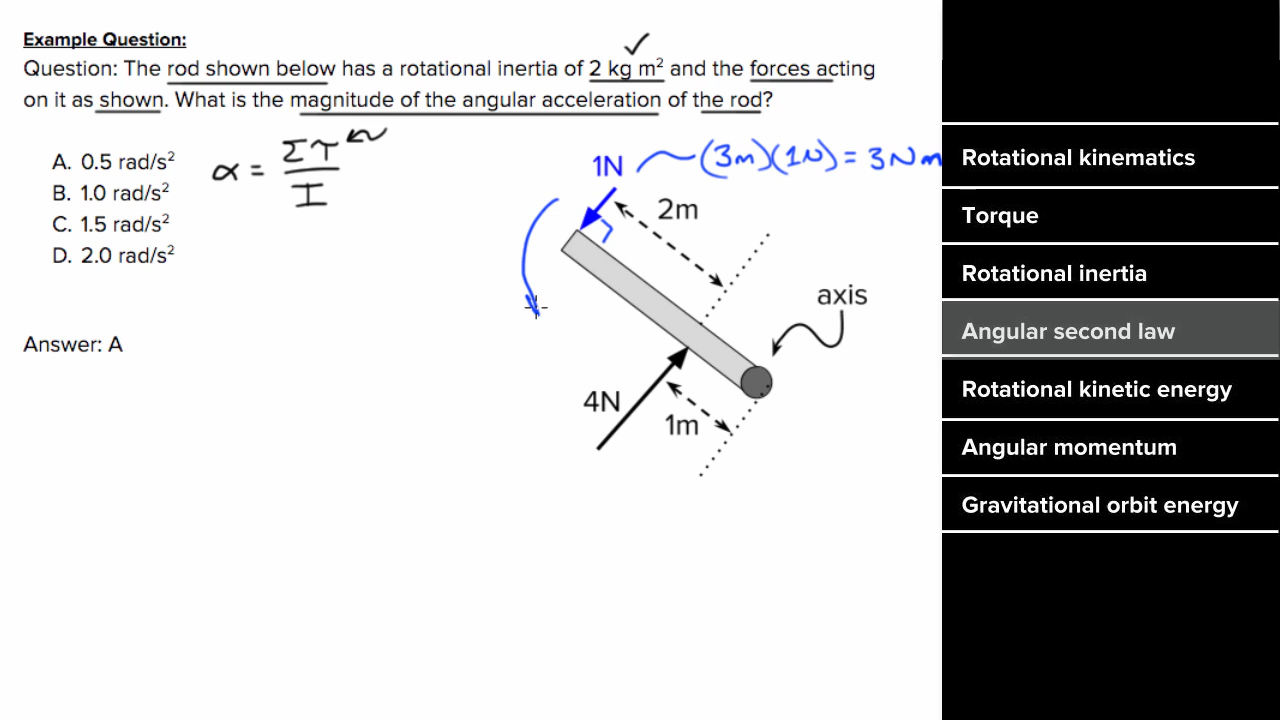 Example Question:
Question: The rod shown below has a rotational inertia of 2 kg m² and the forces acting
on it as shown. What is the magnitude of the angular acceleration of the rod?
A. 0.5 rad/s²
B. 1.0 rad/s²
C. 1.5 rad/s²
D. 2.0 rad/s²
α = Στ / I
1N
(3m)(1N) = 3Nm
2m
axis
4N
1m
Answer: A
Rotational kinematics
Torque
Rotational inertia
Angular second law
Rotational kinetic energy
Angular momentum
Gravitational orbit energy